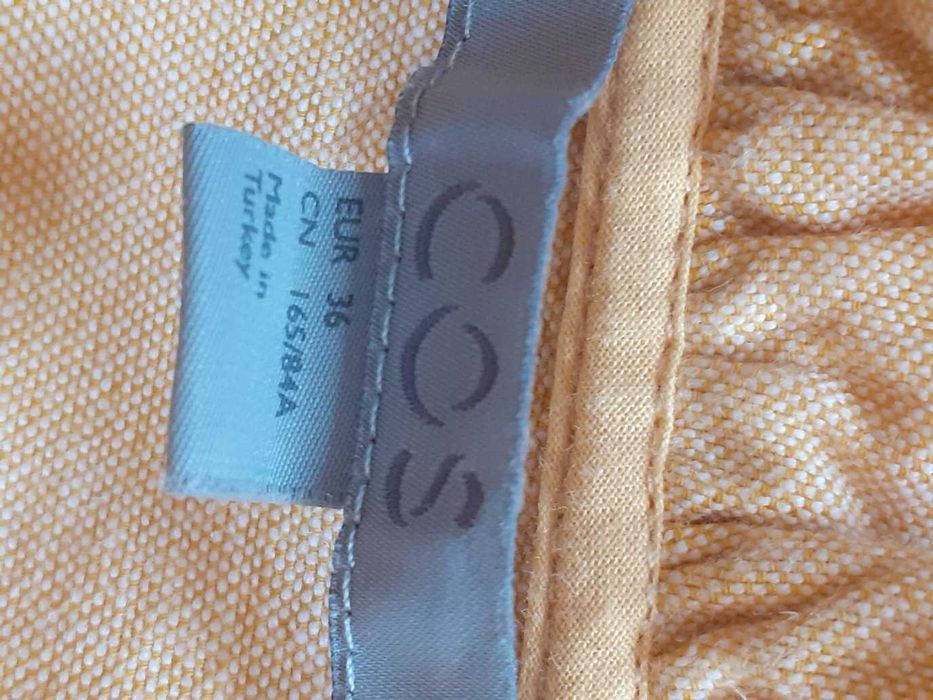 COS
EUR 36
CN 165/84A
Made in
Turkey